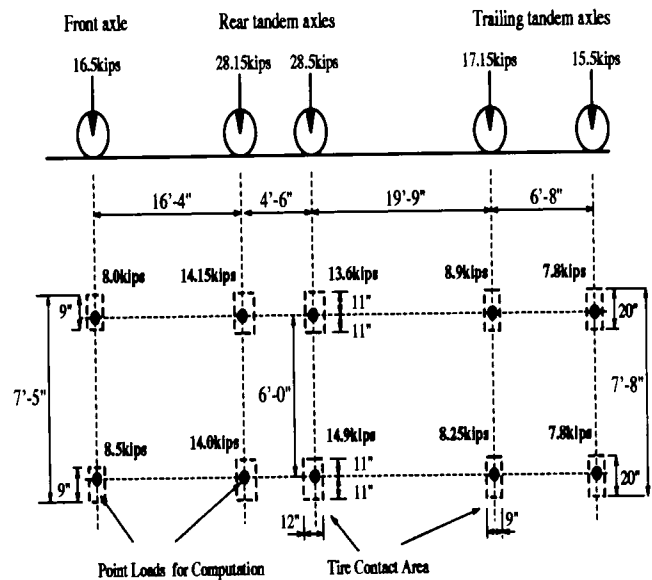 Front axle Rear tandem axles Trailing tandem axles
16.5kips 28.15kips 28.5kips 17.15kips 15.5kips
16'-4" 4'-6" 19'-9" 6'-8"
8.0kips 14.15kips 13.6kips 8.9kips 7.8kips
9" 11" 20"
11"
7'-5" 6'-0" 7'-8"
8.5kips 14.0kips 14.9kips 8.25kips 7.8kips
9" 11" 20"
11"
12" 9"
Point Loads for Computation Tire Contact Area